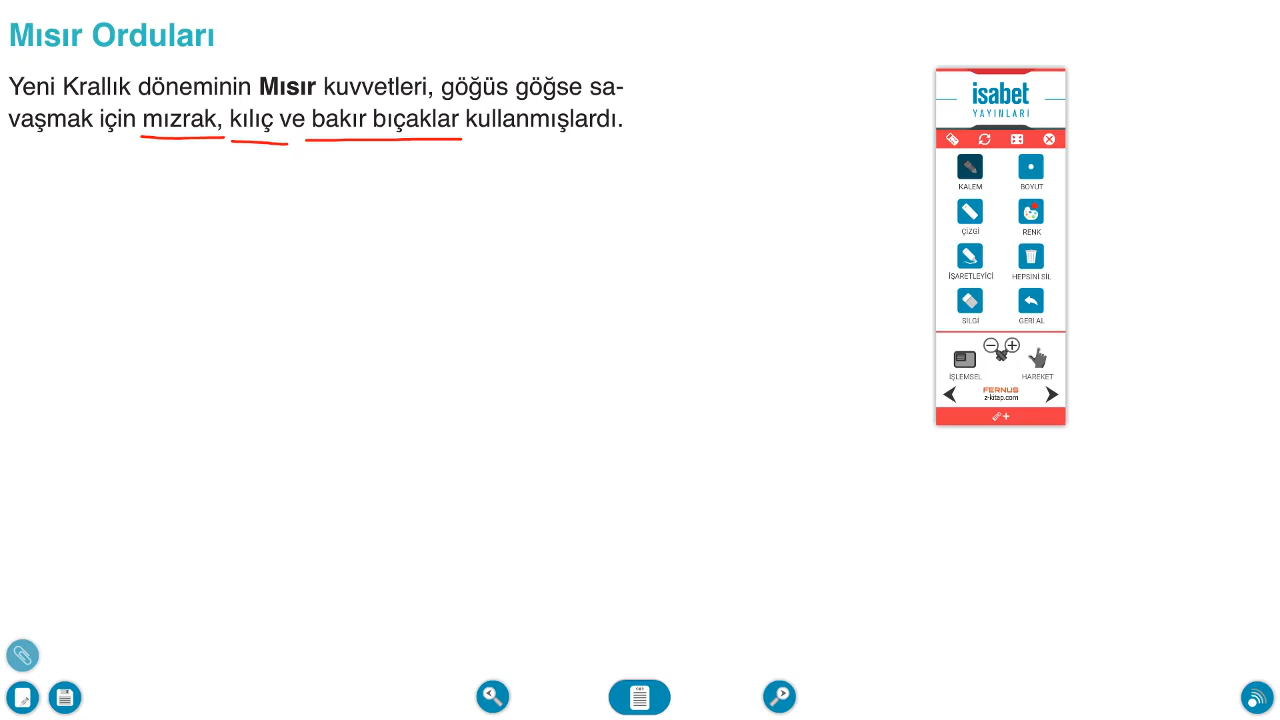 Mısır Orduları
Yeni Krallık döneminin Mısır kuvvetleri, göğüs göğse sa-
vaşmak için mızrak, kılıç ve bakır bıçaklar kullanmışlardı.
isabet
YAYINLARI
KALEM
BOYUT
ÇİZGİ
RENK
İŞARETLEYİCİ
HEPSİNİ SİL
SİLGİ
GERİ AL
İŞLEMSEL
HAREKET
FERNUS
z-kitap.com